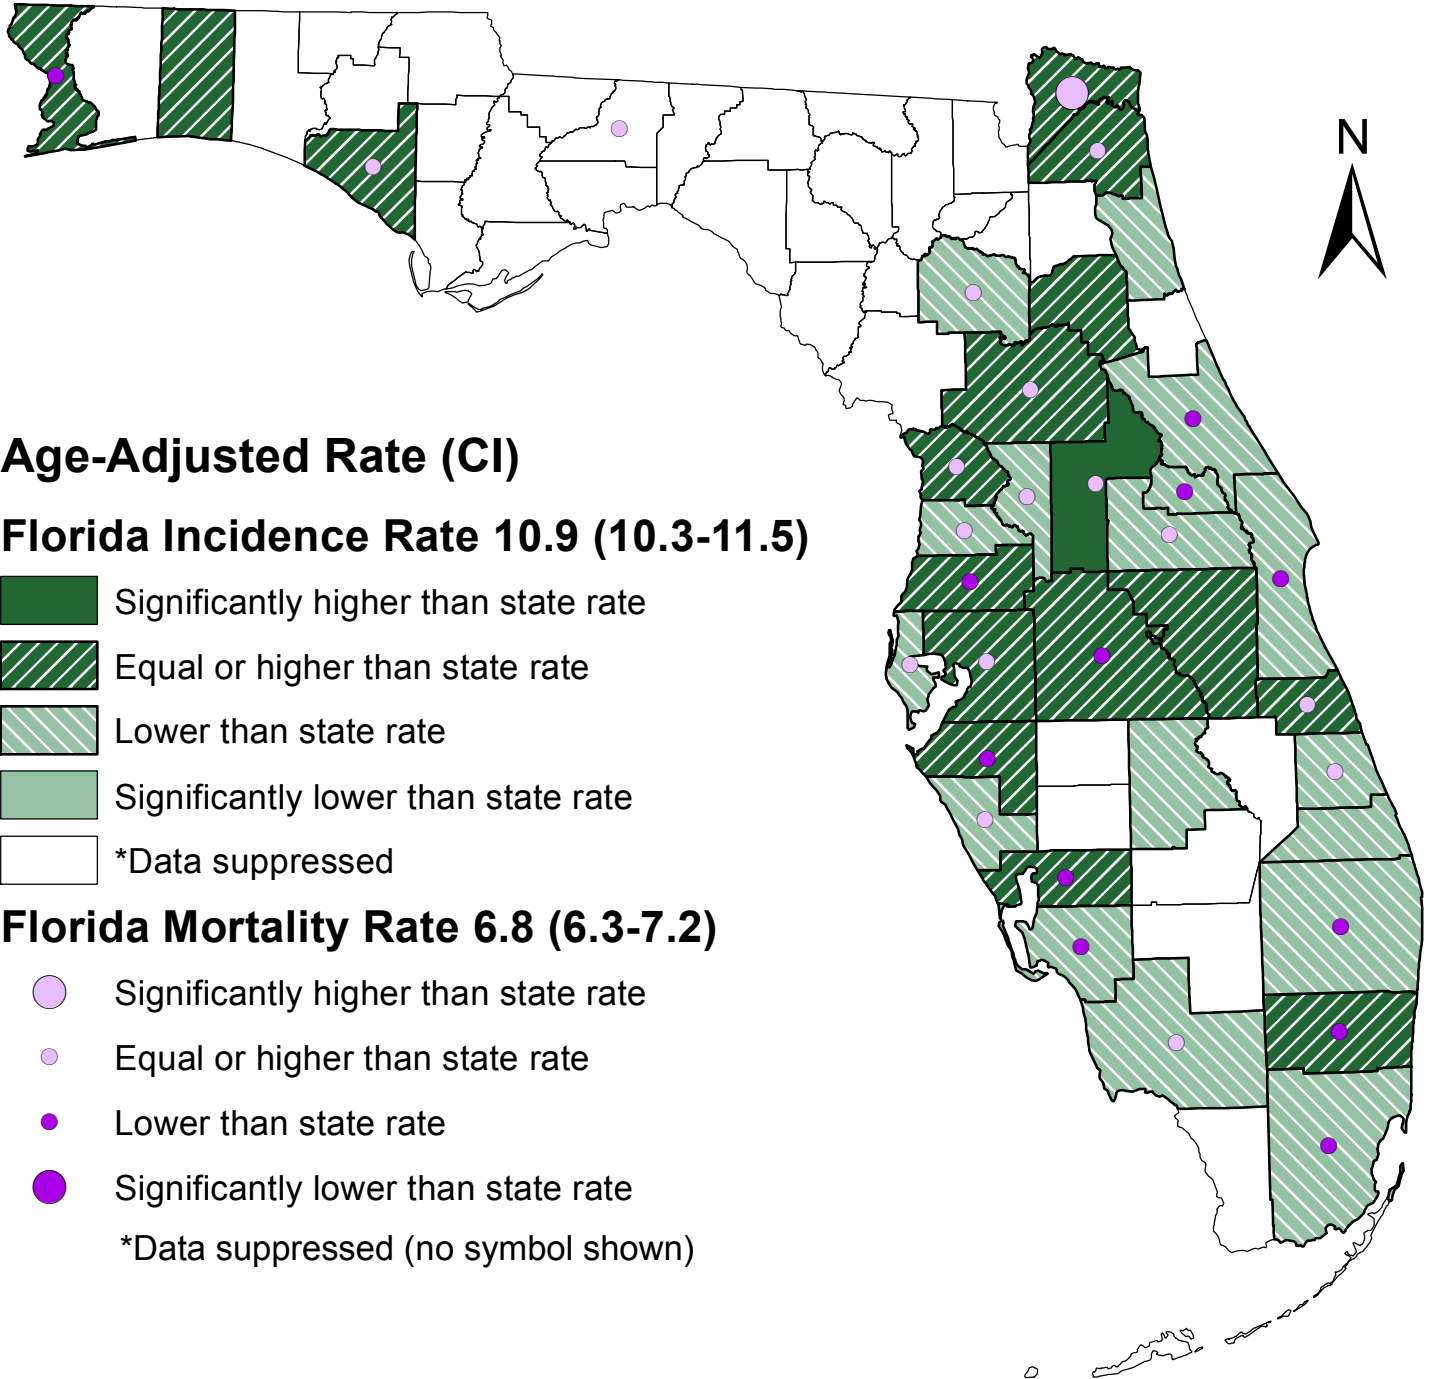 N
Age-Adjusted Rate (CI)
Florida Incidence Rate 10.9 (10.3-11.5)
Significantly higher than state rate
Equal or higher than state rate
Lower than state rate
Significantly lower than state rate
*Data suppressed
Florida Mortality Rate 6.8 (6.3-7.2)
Significantly higher than state rate
Equal or higher than state rate
Lower than state rate
Significantly lower than state rate
*Data suppressed (no symbol shown)